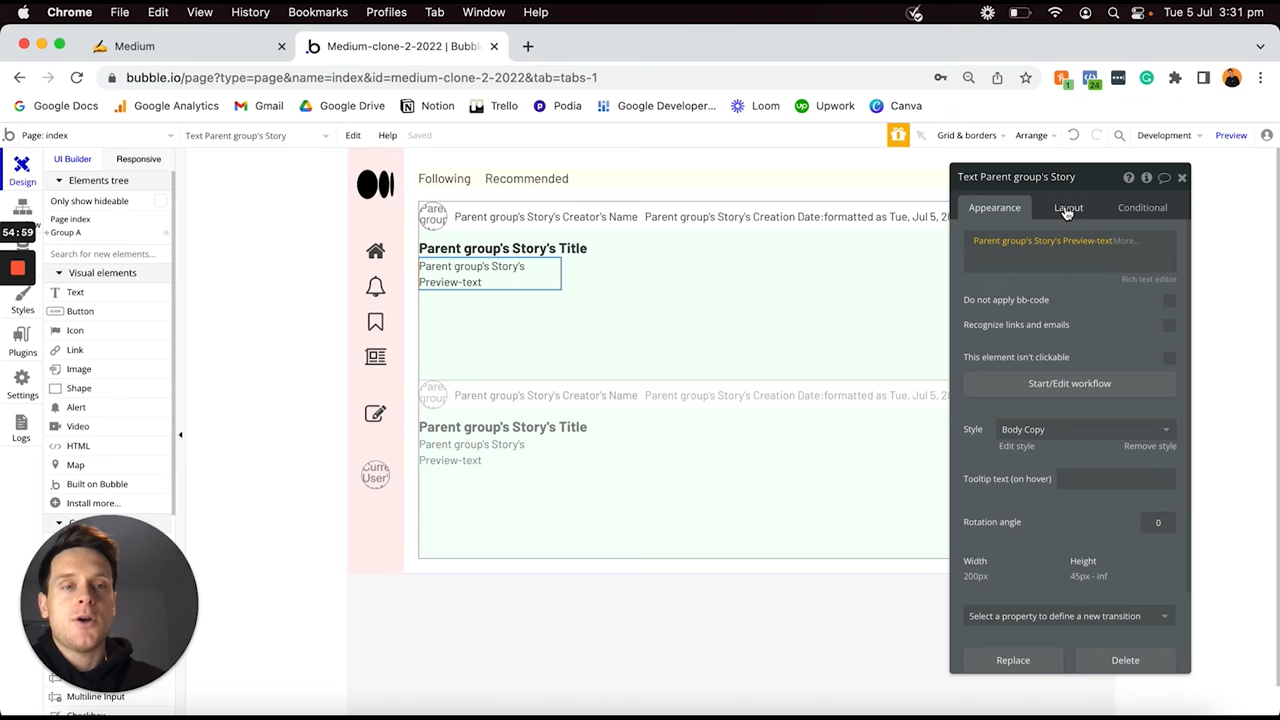 Chrome File Edit View History Bookmarks Profiles Tab Window Help Tue 5 Jul 3:31 pm
Medium Medium-clone-2-2022 | Bubbl
bubble.io/page?type=page&name=index&id=medium-clone-2-2022&tab=tabs-1
Google Docs Google Analytics Gmail Google Drive Notion Trello Podia Google Developer... Loom Upwork Canva
Page: index Text Parent group's Story Edit Help Saved Grid & borders Arrange Development Preview
UI Builder Responsive
Design
Elements tree
Only show hideable
Page index
Group A
54:59
Search for new elements...
Visual elements
Text
Button
CLICK
Icon
Styles
Link
Plugins
Image
Shape
Settings
Alert
Video
Logs
HTML
Map
Built on Bubble
Install more...
Multiline Input
Checkbox
Following Recommended
Parent group's Story's Creator's Name Parent group's Story's Creation Date:formatted as Tue, Jul 5, 20
Parent group's Story's Title
Parent group's Story's
Preview-text
Parent group's Story's Creator's Name Parent group's Story's Creation Date:formatted as Tue, Jul 5, 20
Parent group's Story's Title
Parent group's Story's
Preview-text
Text Parent group's Story
Appearance Layout Conditional
Parent group's Story's Preview-textMore...
Rich text editor
Do not apply bb-code
Recognize links and emails
This element isn't clickable
Start/Edit workflow
Style Body Copy
Edit style Remove style
Tooltip text (on hover)
Rotation angle 0
Width Height
200px 45px - inf
Select a property to define a new transition
Replace Delete